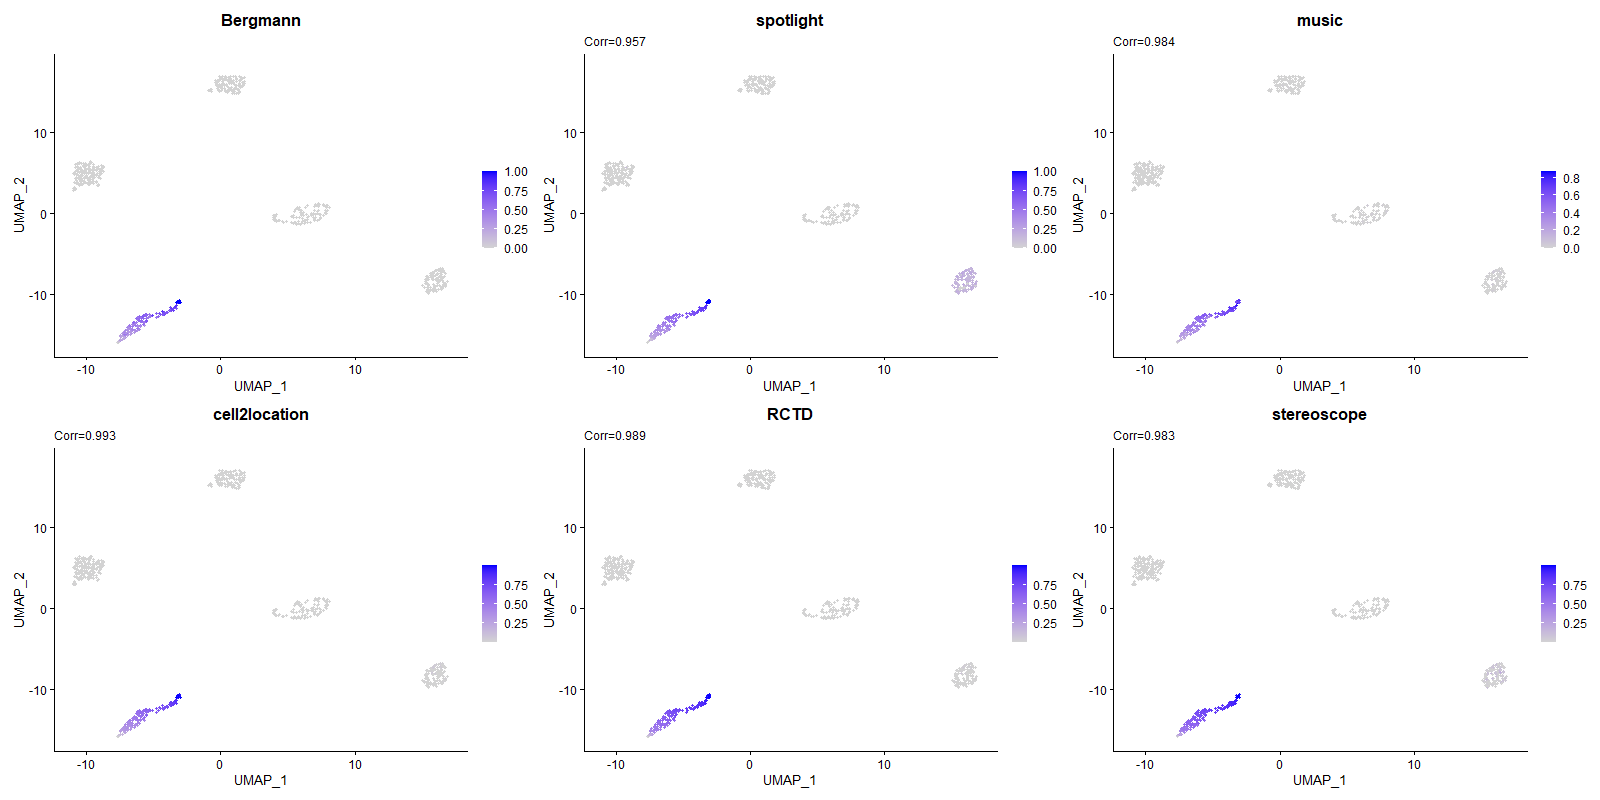 Bergmann
10
0
-10
-10
0
10
UMAP_1
UMAP_2
1.00
0.75
0.50
0.25
0.00
spotlight
Corr=0.957
10
0
-10
-10
0
10
UMAP_1
UMAP_2
1.00
0.75
0.50
0.25
0.00
music
Corr=0.984
10
0
-10
-10
0
10
UMAP_1
UMAP_2
0.8
0.6
0.4
0.2
0.0
cell2location
Corr=0.993
10
0
-10
-10
0
10
UMAP_1
UMAP_2
0.75
0.50
0.25
RCTD
Corr=0.989
10
0
-10
-10
0
10
UMAP_1
UMAP_2
0.75
0.50
0.25
stereoscope
Corr=0.983
10
0
-10
-10
0
10
UMAP_1
UMAP_2
0.75
0.50
0.25